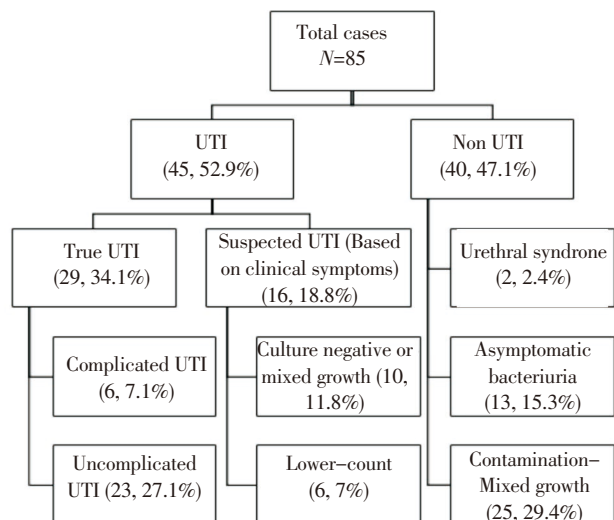 Total cases
N=85
UTI
(45, 52.9%)
Non UTI
(40, 47.1%)
True UTI
(29, 34.1%)
Suspected UTI (Based
on clinical symptoms)
(16, 18.8%)
Urethral syndrome
(2, 2.4%)
Complicated UTI
(6, 7.1%)
Culture negative or
mixed growth (10,
11.8%)
Asymptomatic
bacteriuria
(13, 15.3%)
Uncomplicated
UTI (23, 27.1%)
Lower–count
(6, 7%)
Contamination–
Mixed growth
(25, 29.4%)